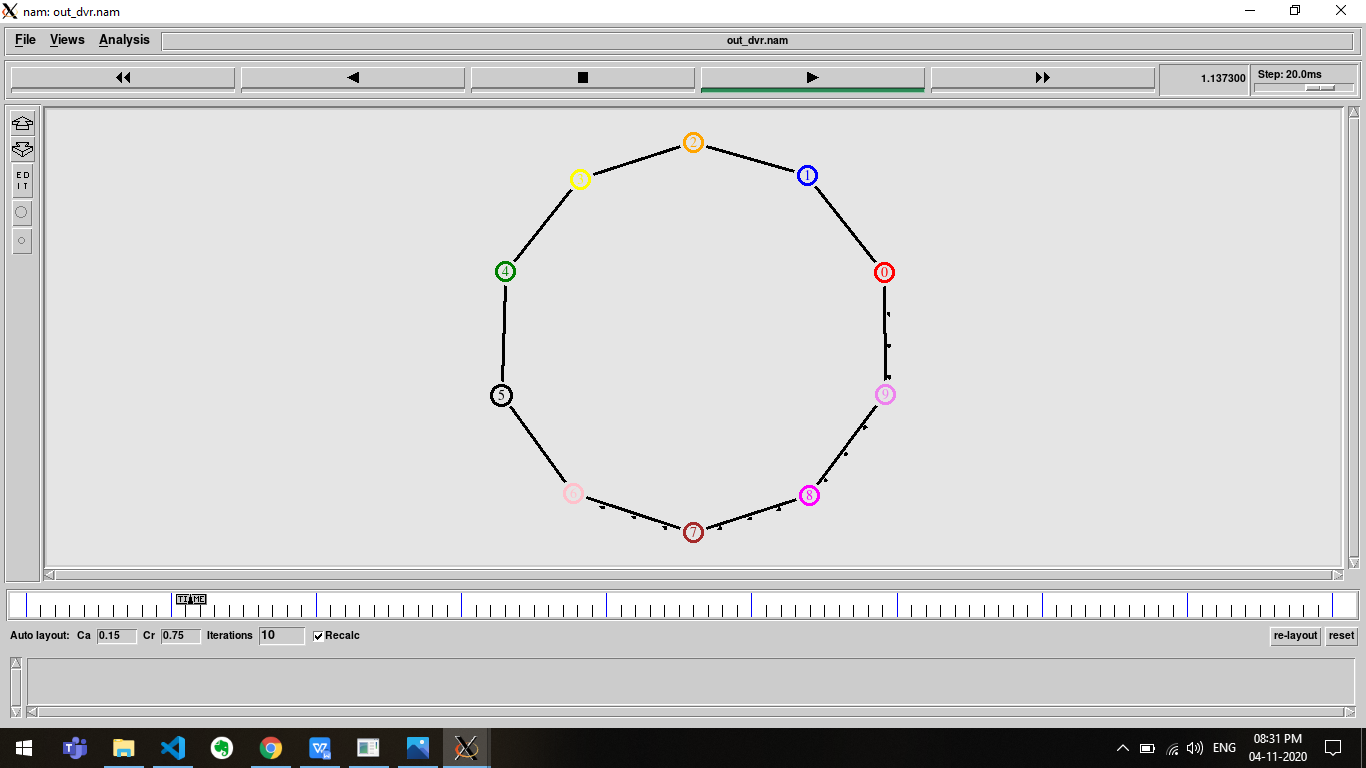 nam: out_dvr.nam
File Views Analysis out_dvr.nam
1.137300 Step: 20.0ms
2
3
1
ED
IT
4
0
5
9
6
8
7
TIME
Auto layout: Ca 0.15 Cr 0.75 Iterations 10 Recalc re-layout reset
ENG
08:31 PM
04-11-2020